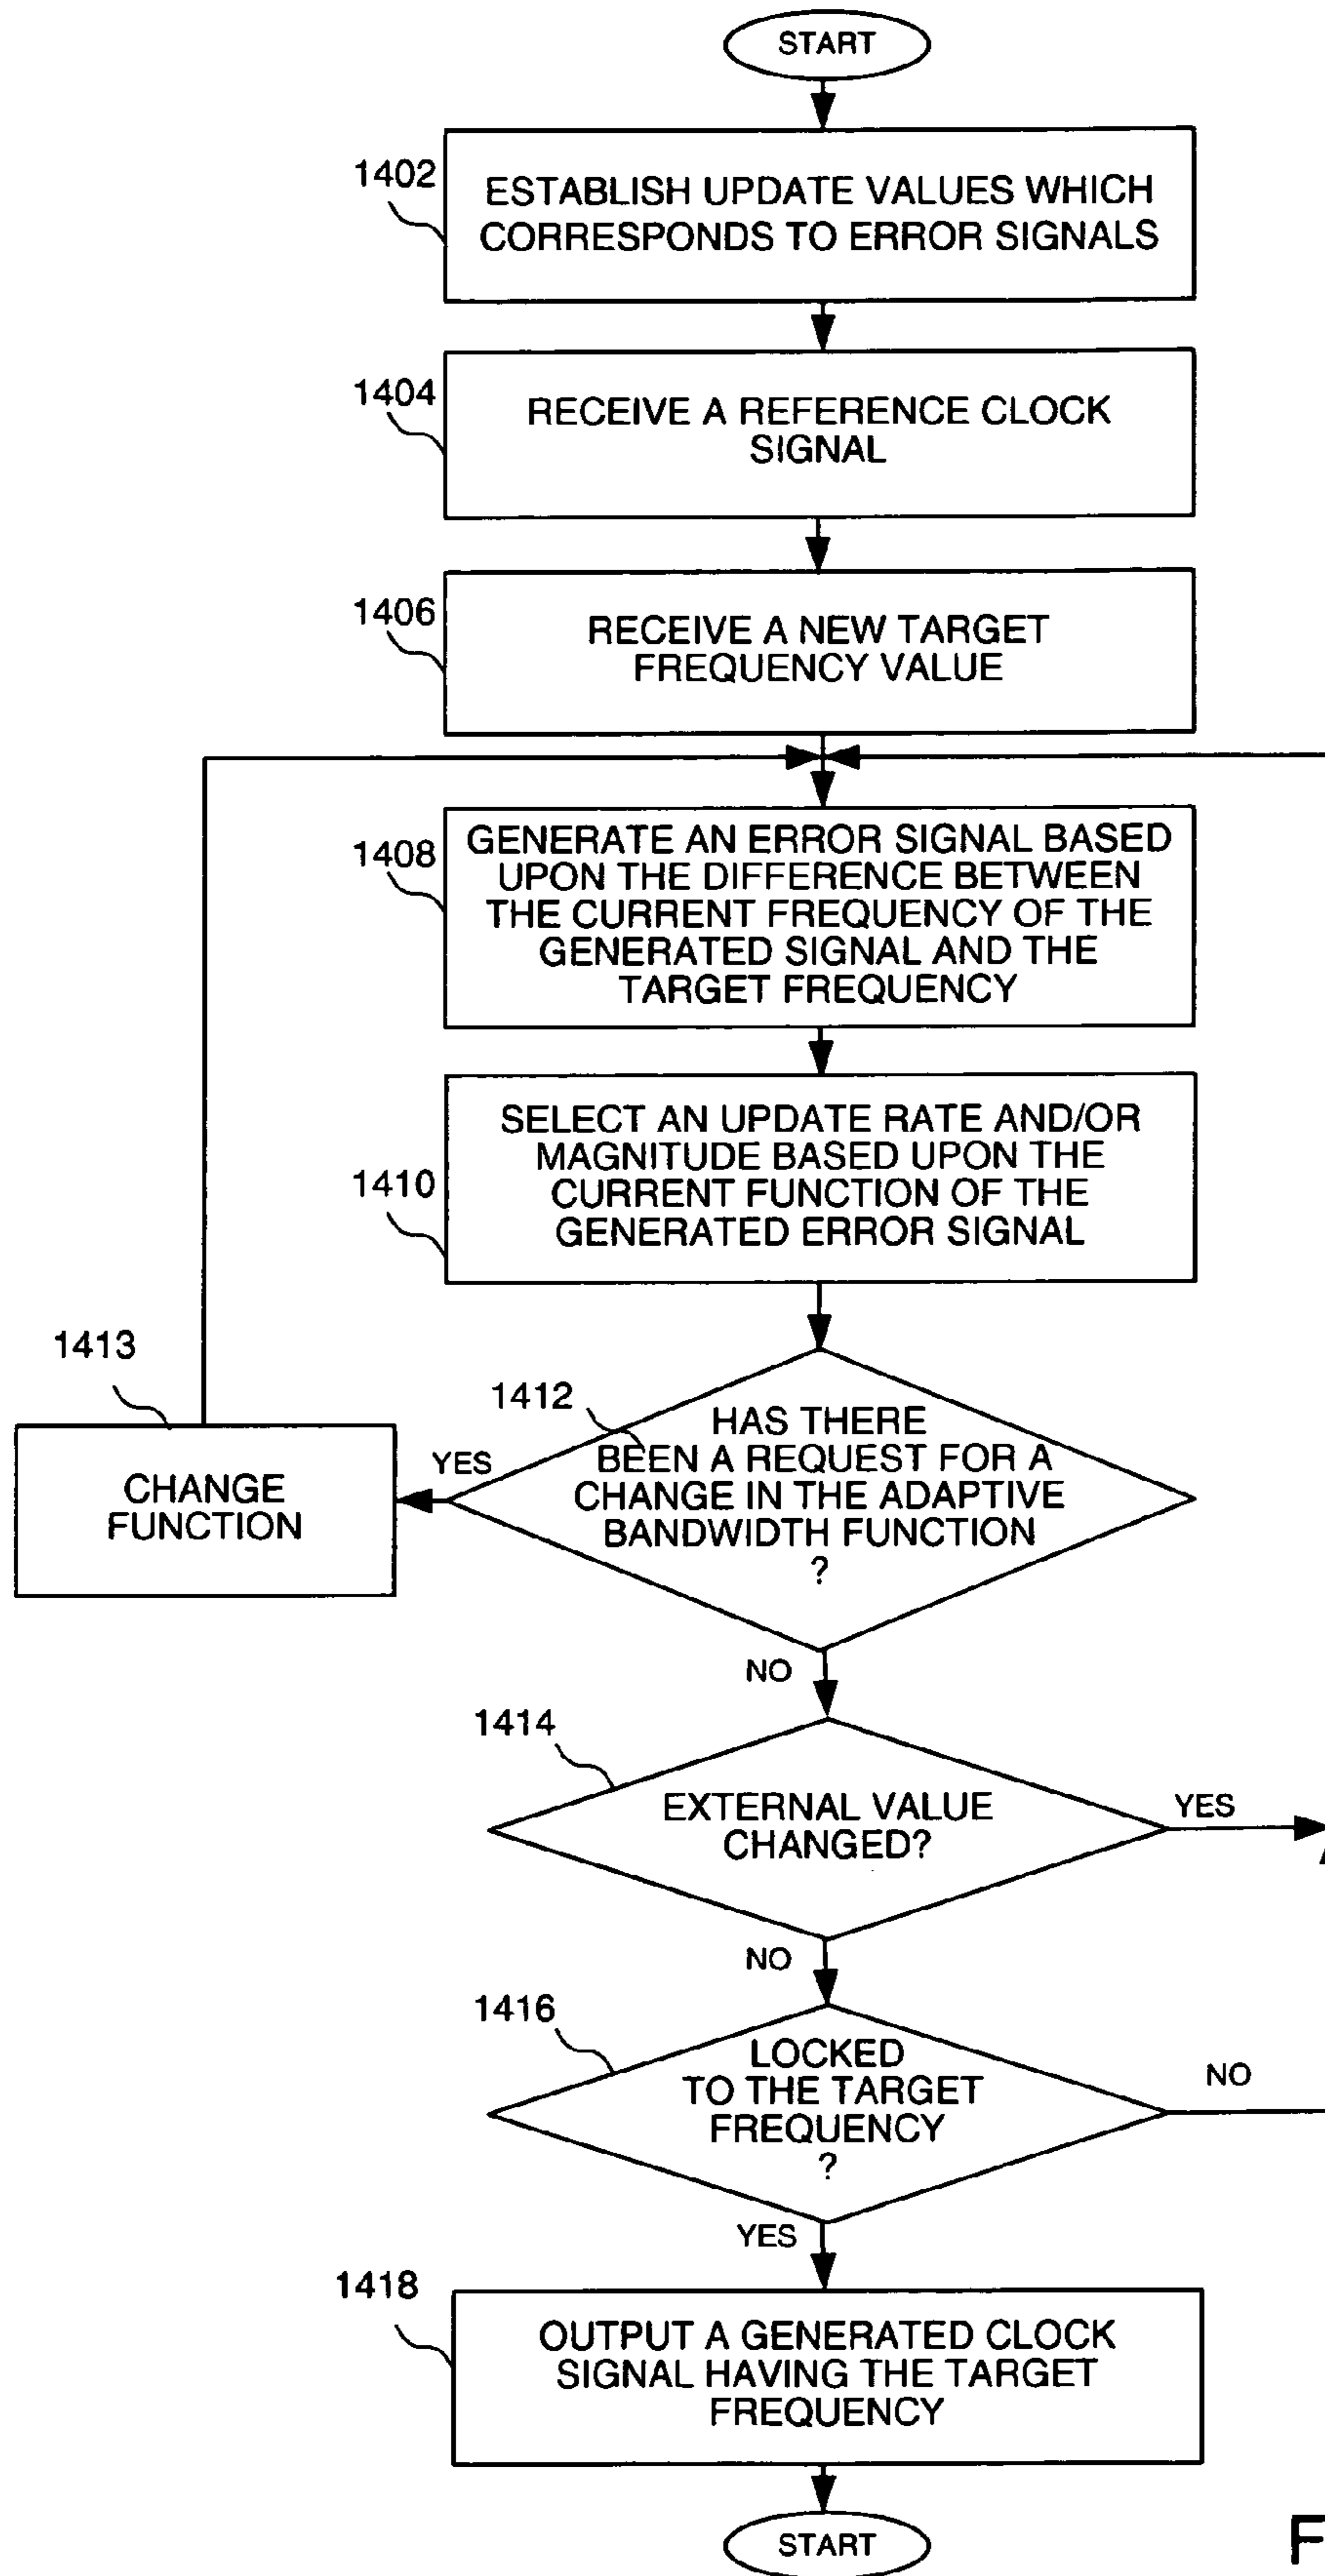 START
1402
ESTABLISH UPDATE VALUES WHICH
CORRESPONDS TO ERROR SIGNALS
1404
RECEIVE A REFERENCE CLOCK
SIGNAL
1406
RECEIVE A NEW TARGET
FREQUENCY VALUE
1408
GENERATE AN ERROR SIGNAL BASED
UPON THE DIFFERENCE BETWEEN
THE CURRENT FREQUENCY OF THE
GENERATED SIGNAL AND THE
TARGET FREQUENCY
1410
SELECT AN UPDATE RATE AND/OR
MAGNITUDE BASED UPON THE
CURRENT FUNCTION OF THE
GENERATED ERROR SIGNAL
1413
CHANGE
FUNCTION
YES
1412
HAS THERE
BEEN A REQUEST FOR A
CHANGE IN THE ADAPTIVE
BANDWIDTH FUNCTION
?
NO
1414
EXTERNAL VALUE
CHANGED?
YES
NO
1416
LOCKED
TO THE TARGET
FREQUENCY
?
NO
YES
1418
OUTPUT A GENERATED CLOCK
SIGNAL HAVING THE TARGET
FREQUENCY
START
F